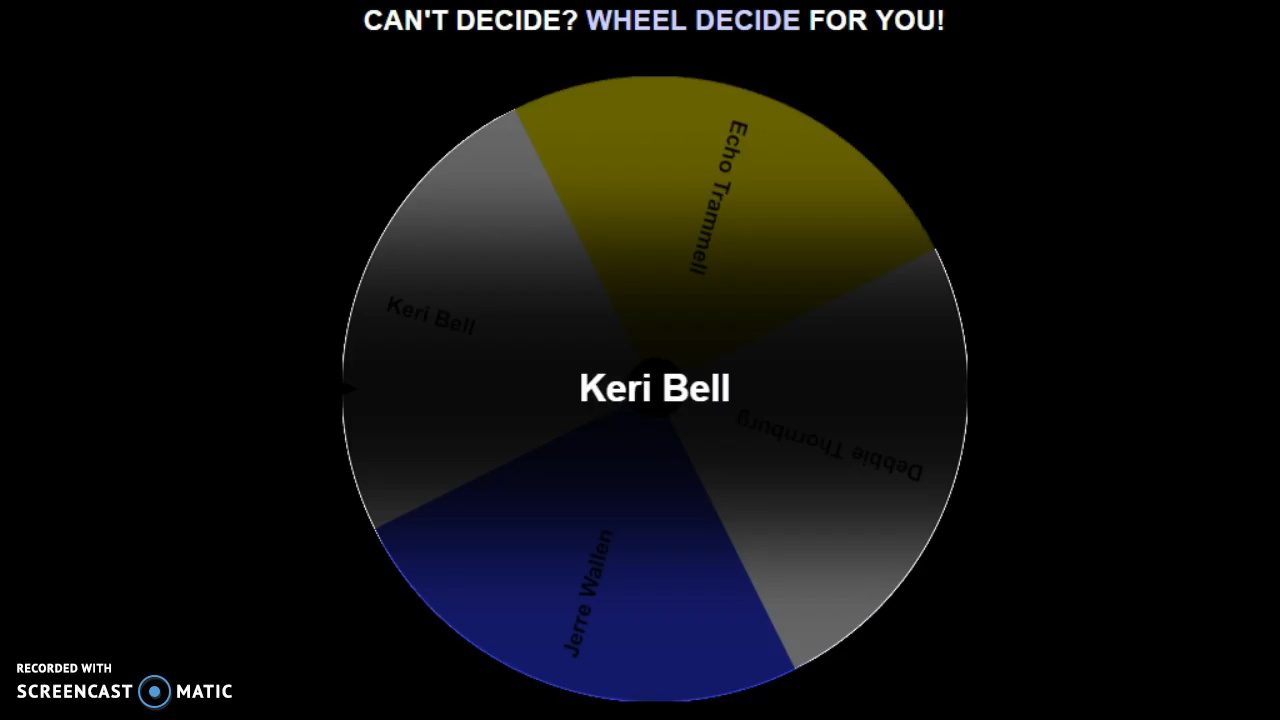 CAN'T DECIDE? WHEEL DECIDE FOR YOU!
Echo Trammell
Keri Bell
Keri Bell
Debbie Thornburg
Jerre Wallen
RECORDED WITH
SCREENCAST MATIC